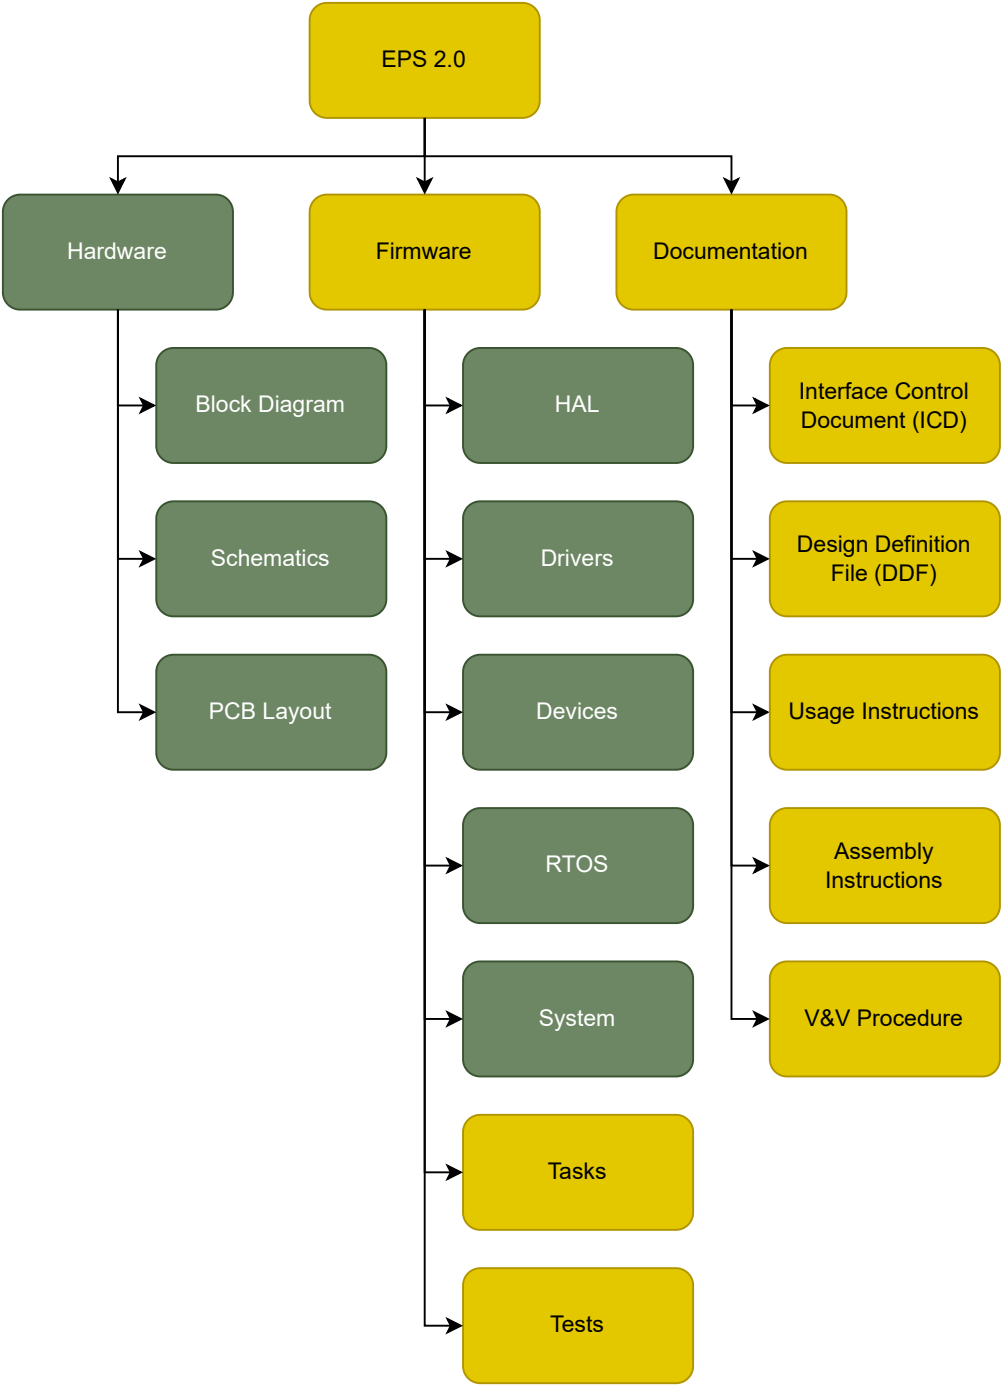 EPS 2.0
Hardware
Firmware
Documentation
Block Diagram
Schematics
PCB Layout
HAL
Drivers
Devices
RTOS
System
Tasks
Tests
Interface Control
Document (ICD)
Design Definition
File (DDF)
Usage Instructions
Assembly
Instructions
V&V Procedure